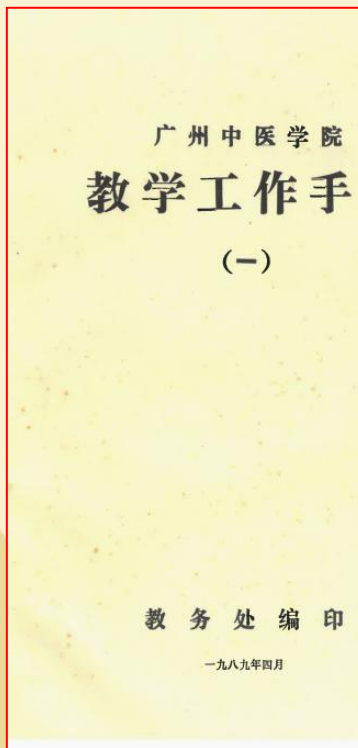 广州中医学院
教学工作手
(一)
教务处编印
一九八九年四月